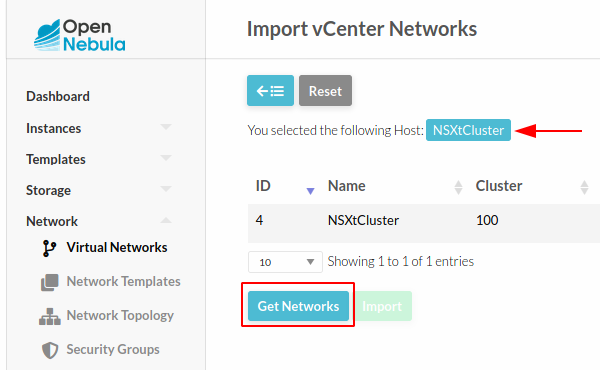 Open
Nebula
Import vCenter Networks
Dashboard
Instances
Templates
Storage
Network
Virtual Networks
Network Templates
Network Topology
Security Groups
Reset
You selected the following Host: NSXtCluster
ID Name Cluster
4 NSXtCluster 100
10 Showing 1 to 1 of 1 entries
Get Networks Import